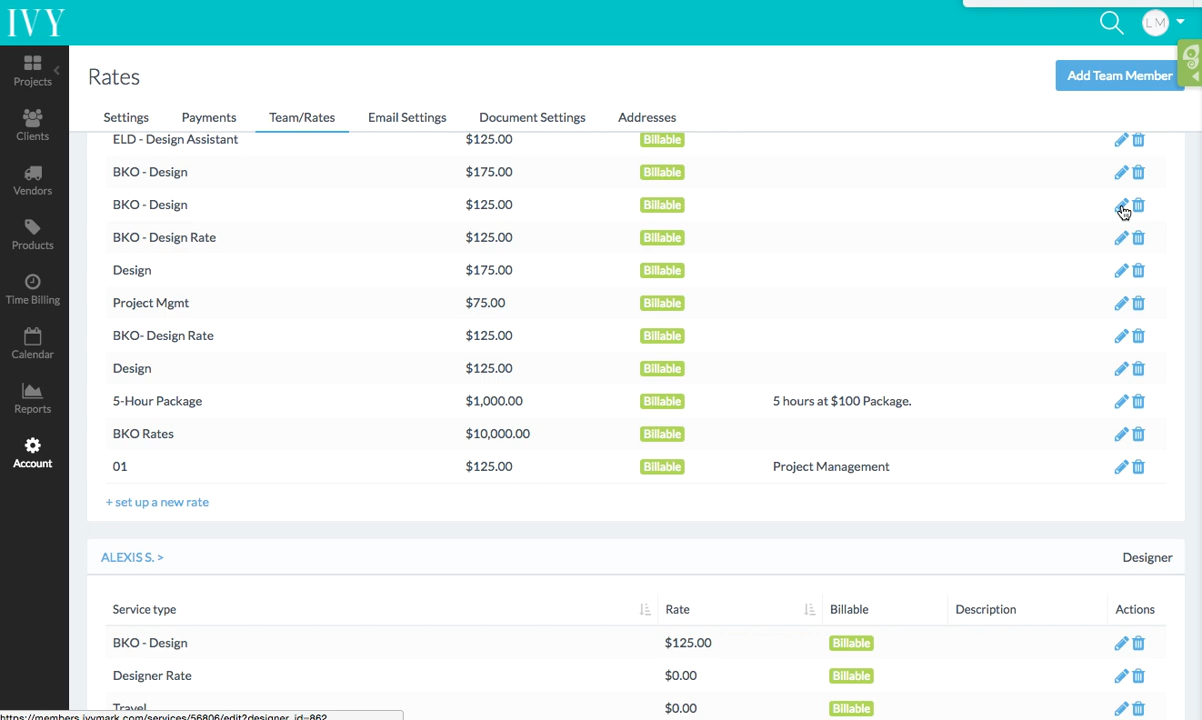 IVY
LM
Projects
Clients
Vendors
Products
Time Billing
Calendar
Reports
Account
Rates
Add Team Member
Settings Payments Team/Rates Email Settings Document Settings Addresses
ELD - Design Assistant $125.00 Billable
BKO - Design $175.00 Billable
BKO - Design $125.00 Billable
BKO - Design Rate $125.00 Billable
Design $175.00 Billable
Project Mgmt $75.00 Billable
BKO- Design Rate $125.00 Billable
Design $125.00 Billable
5-Hour Package $1,000.00 Billable 5 hours at $100 Package.
BKO Rates $10,000.00 Billable
01 $125.00 Billable Project Management
+ set up a new rate
ALEXIS S. > Designer
Service type Rate Billable Description Actions
BKO - Design $125.00 Billable
Designer Rate $0.00 Billable
Travel $0.00 Billable
https://members.ivymark.com/services/56806/edit?designer_id=862